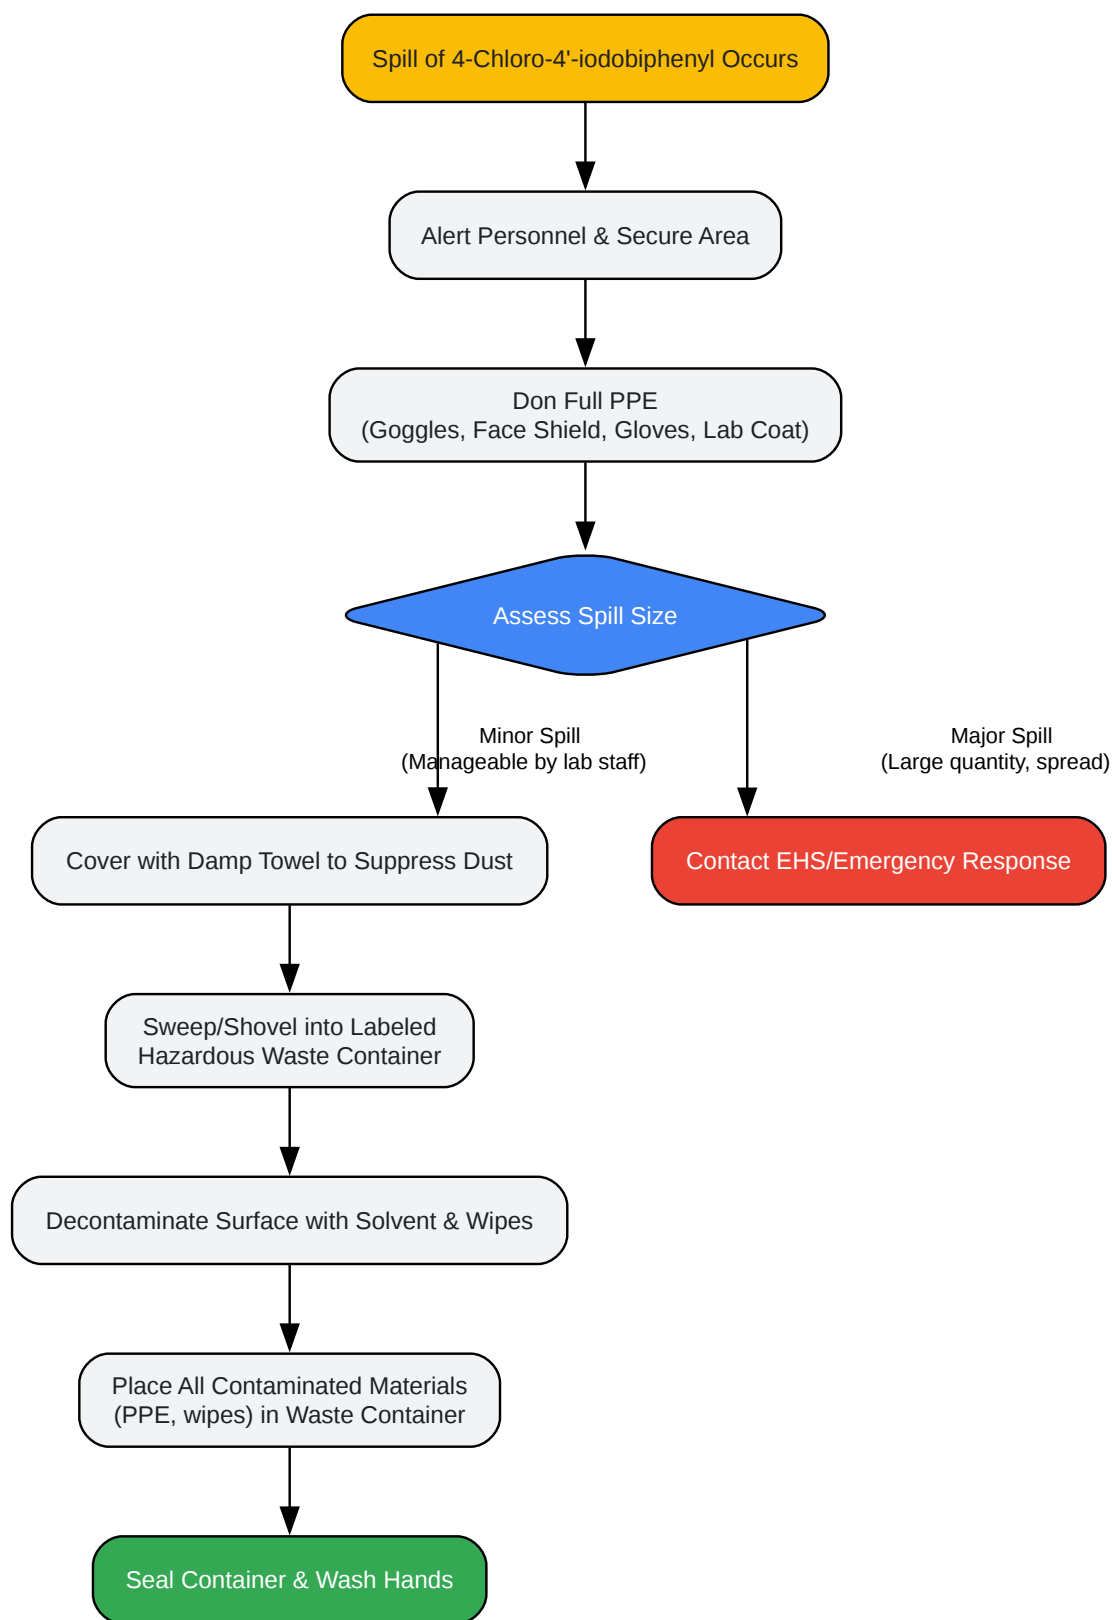 Spill of 4-Chloro-4'-iodobiphenyl Occurs
Alert Personnel & Secure Area
Don Full PPE
(Goggles, Face Shield, Gloves, Lab Coat)
Assess Spill Size
Minor Spill
(Manageable by lab staff)
Major Spill
(Large quantity, spread)
Cover with Damp Towel to Suppress Dust
Contact EHS/Emergency Response
Sweep/Shovel into Labeled
Hazardous Waste Container
Decontaminate Surface with Solvent & Wipes
Place All Contaminated Materials
(PPE, wipes) in Waste Container
Seal Container & Wash Hands